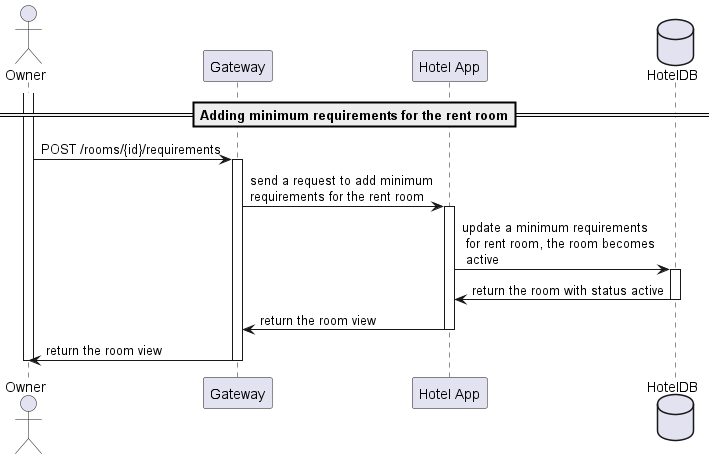 Owner
Gateway
Hotel App
HotelDB
Adding minimum requirements for the rent room
POST /rooms/{id}/requirements
send a request to add minimum
requirements for the rent room
update a minimum requirements
for rent room, the room becomes
active
return the room with status active
return the room view
return the room view
Owner
Gateway
Hotel App
HotelDB